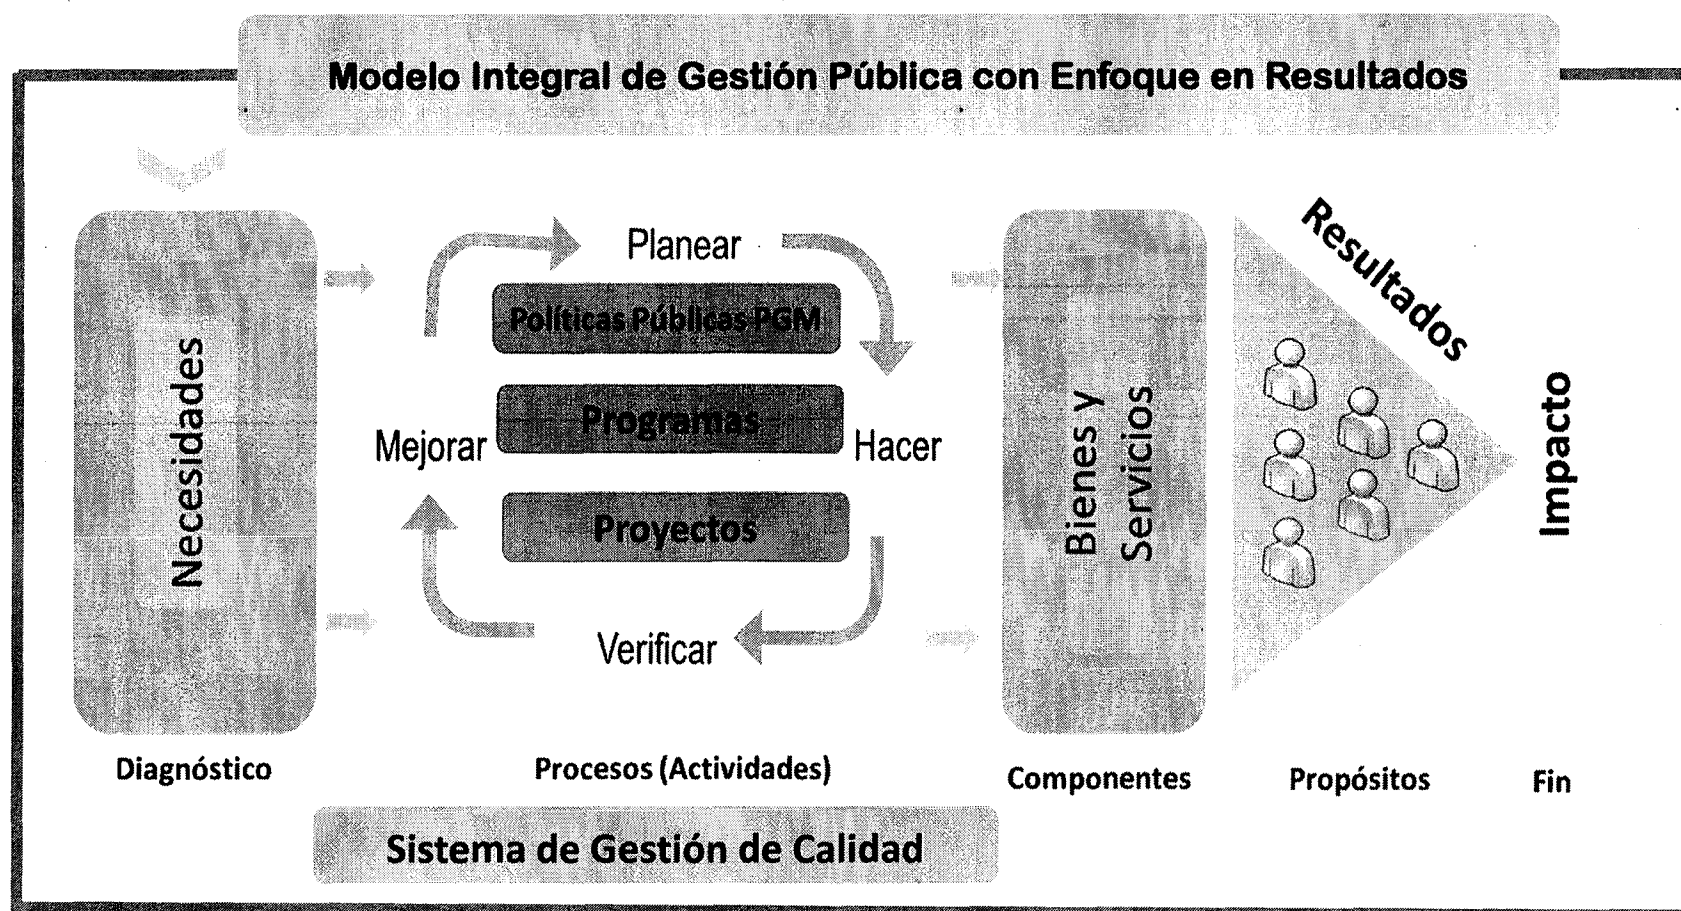 Modelo Integral de Gestión Pública con Enfoque en Resultados
Necesidades
Planear
Políticas Públicas PGM
Programas
Mejorar
Hacer
Proyectos
Verificar
Bienes y
Servicios
Resultados
Impacto
Diagnóstico
Procesos (Actividades)
Componentes
Propósitos
Fin
Sistema de Gestión de Calidad